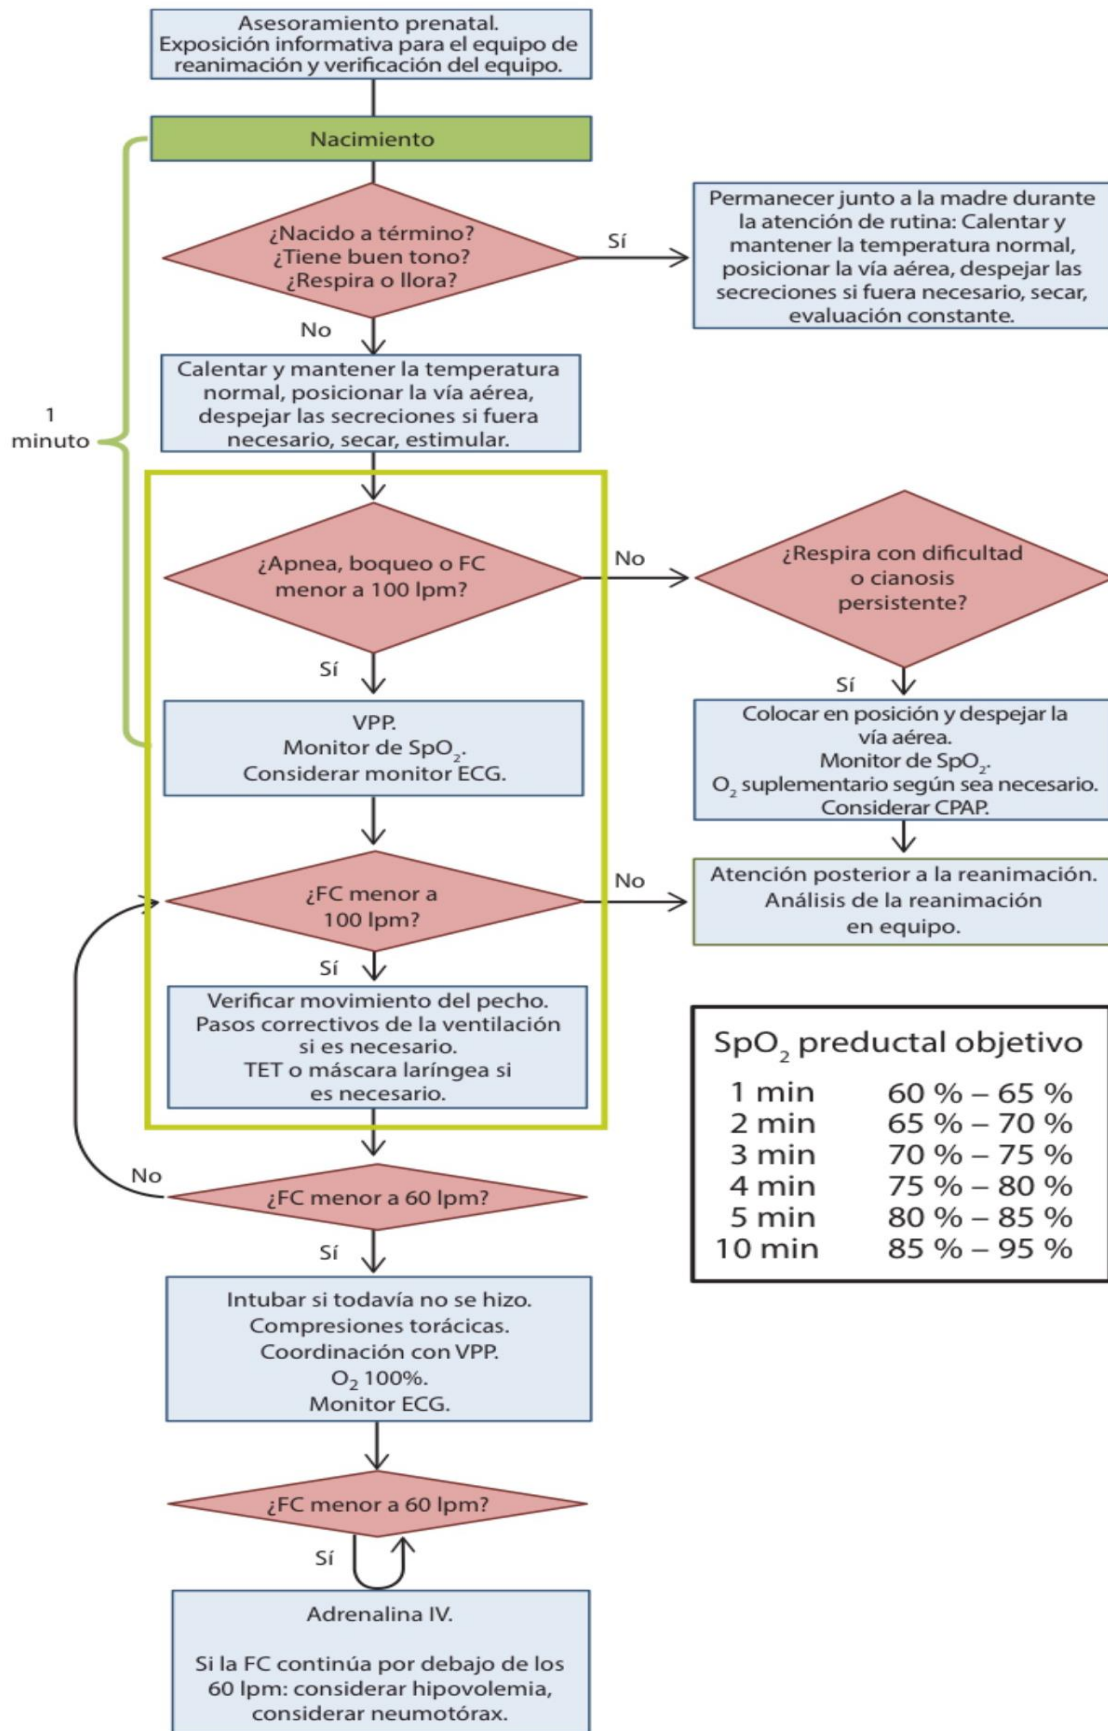 Asesoramiento prenatal.
Exposición informativa para el equipo de
reanimación y verificación del equipo.
Nacimiento
¿Nacido a término?
¿Tiene buen tono?
¿Respira o llora?
Sí
Permanecer junto a la madre durante
la atención de rutina: Calentar y
mantener la temperatura normal,
posicionar la vía aérea, despejar las
secreciones si fuera necesario, secar,
evaluación constante.
No
Calentar y mantener la temperatura
normal, posicionar la vía aérea,
despejar las secreciones si fuera
necesario, secar, estimular.
1
minuto
¿Apnea, boqueo o FC
menor a 100 lpm?
No
¿Respira con dificultad
o cianosis
persistente?
Sí
VPP.
Monitor de SpO₂.
Considerar monitor ECG.
Sí
Colocar en posición y despejar la
vía aérea.
Monitor de SpO₂.
O₂ suplementario según sea necesario.
Considerar CPAP.
¿FC menor a
100 lpm?
No
Atención posterior a la reanimación.
Análisis de la reanimación
en equipo.
Sí
Verificar movimiento del pecho.
Pasos correctivos de la ventilación
si es necesario.
TET o máscara laríngea si
es necesario.
SpO₂ preductal objetivo
1 min 60 % – 65 %
2 min 65 % – 70 %
3 min 70 % – 75 %
4 min 75 % – 80 %
5 min 80 % – 85 %
10 min 85 % – 95 %
No
¿FC menor a 60 lpm?
Sí
Intubar si todavía no se hizo.
Compresiones torácicas.
Coordinación con VPP.
O₂ 100%.
Monitor ECG.
¿FC menor a 60 lpm?
Sí
Adrenalina IV.
Si la FC continúa por debajo de los
60 lpm: considerar hipovolemia,
considerar neumotórax.